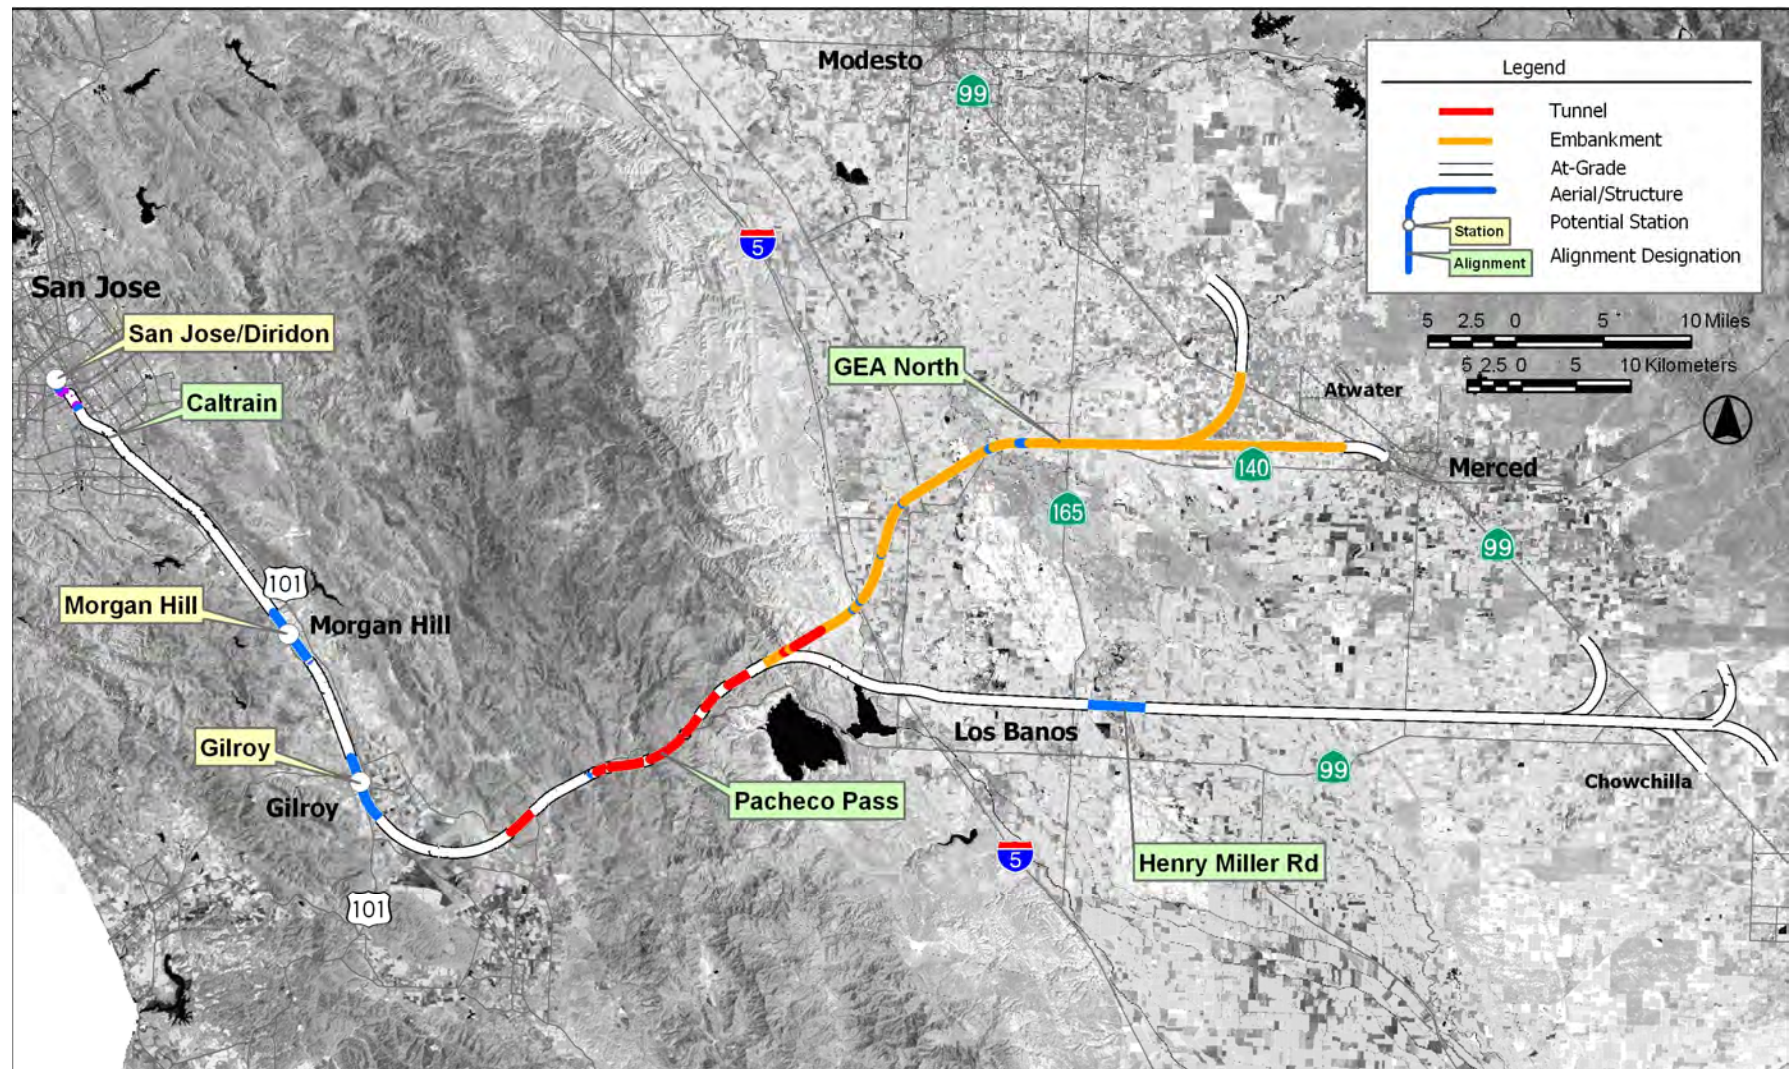 Modesto
99
Legend
Tunnel
Embankment
At-Grade
Aerial/Structure
Station
Potential Station
Alignment
Alignment Designation
5
5 2.5 0 5 10 Miles
5 2.5 0 5 10 Kilometers
San Jose
San Jose/Diridon
Caltrain
GEA North
Atwater
140
Merced
165
99
101
Morgan Hill
Morgan Hill
Gilroy
Gilroy
Los Banos
99
Chowchilla
Pacheco Pass
5
Henry Miller Rd
101